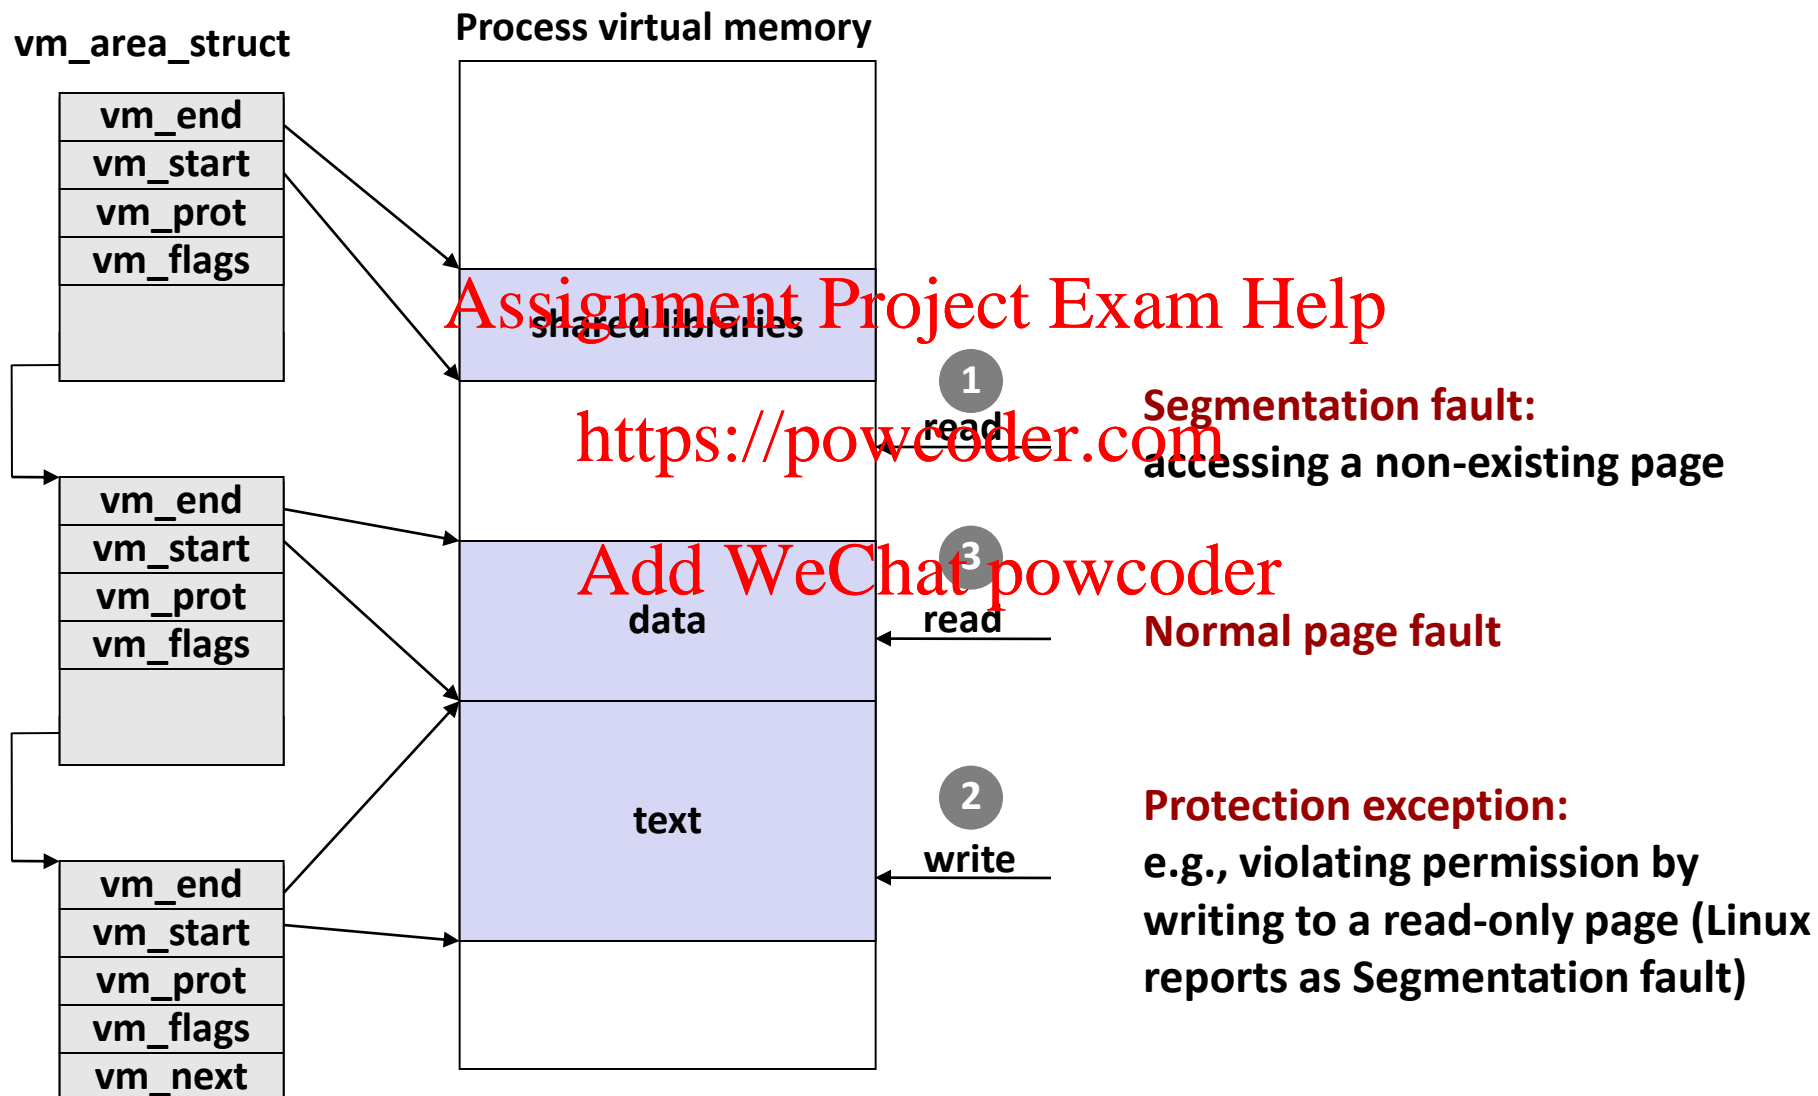 Process virtual memory
vm_area_struct
vm_end
vm_start
vm_prot
vm_flags
shared libraries
Assignment Project Exam Help
1
read
Segmentation fault:
accessing a non-existing page
https://powcoder.com
vm_end
vm_start
vm_prot
vm_flags
data
3
read
Normal page fault
Add WeChat powcoder
text
2
write
Protection exception:
e.g., violating permission by
writing to a read-only page (Linux
reports as Segmentation fault)
vm_end
vm_start
vm_prot
vm_flags
vm_next